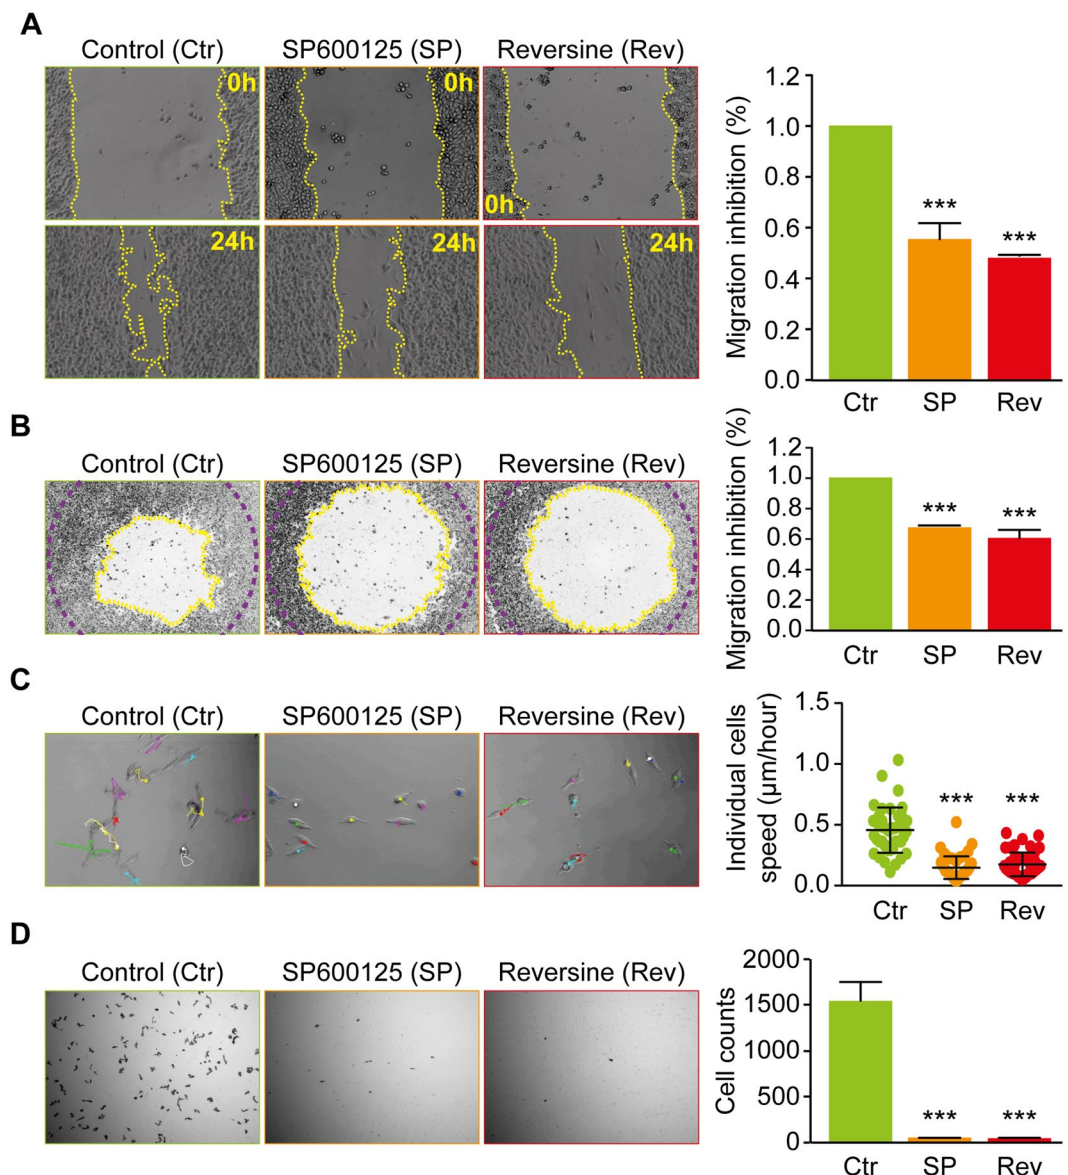 A
Control (Ctr) SP600125 (SP) Reversine (Rev)
0h 0h 0h
24h 24h 24h
Migration inhibition (%)
1.2
1.0
0.8
0.6
0.4
0.2
0.0
*** ***
Ctr SP Rev
B
Control (Ctr) SP600125 (SP) Reversine (Rev)
Migration inhibition (%)
1.2
1.0
0.8
0.6
0.4
0.2
0.0
*** ***
Ctr SP Rev
C
Control (Ctr) SP600125 (SP) Reversine (Rev)
Individual cells
speed (µm/hour)
1.5
1.0
0.5
0.0
*** ***
Ctr SP Rev
D
Control (Ctr) SP600125 (SP) Reversine (Rev)
Cell counts
2000
1500
1000
500
0
*** ***
Ctr SP Rev